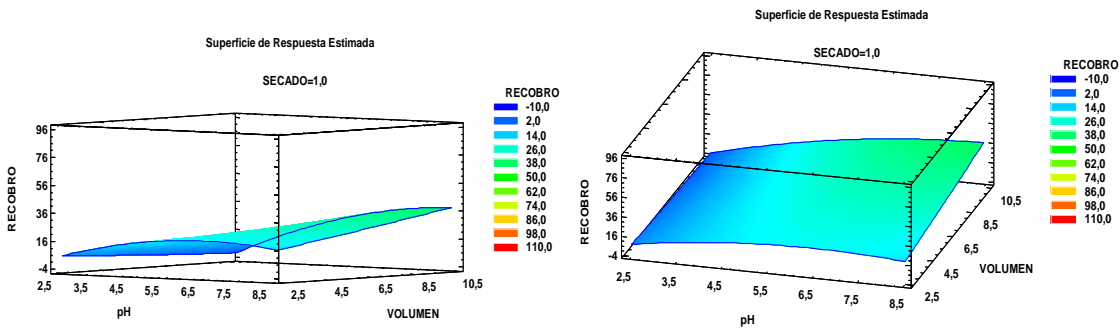 Superficie de Respuesta Estimada
SECADO=1,0
RECOBRO
96
76
56
36
16
-4
2,5 3,5 4,5 5,5 6,5 7,5 8,5
pH
2,5 4,5 6,5 8,5 10,5
VOLUMEN
RECOBRO
-10,0
2,0
14,0
26,0
38,0
50,0
62,0
74,0
86,0
98,0
110,0
Superficie de Respuesta Estimada
SECADO=1,0
RECOBRO
96
76
56
36
16
-4
2,5 3,5 4,5 5,5 6,5 7,5 8,5
pH
2,5
4,5
6,5
8,5
10,5
VOLUMEN
RECOBRO
-10,0
2,0
14,0
26,0
38,0
50,0
62,0
74,0
86,0
98,0
110,0